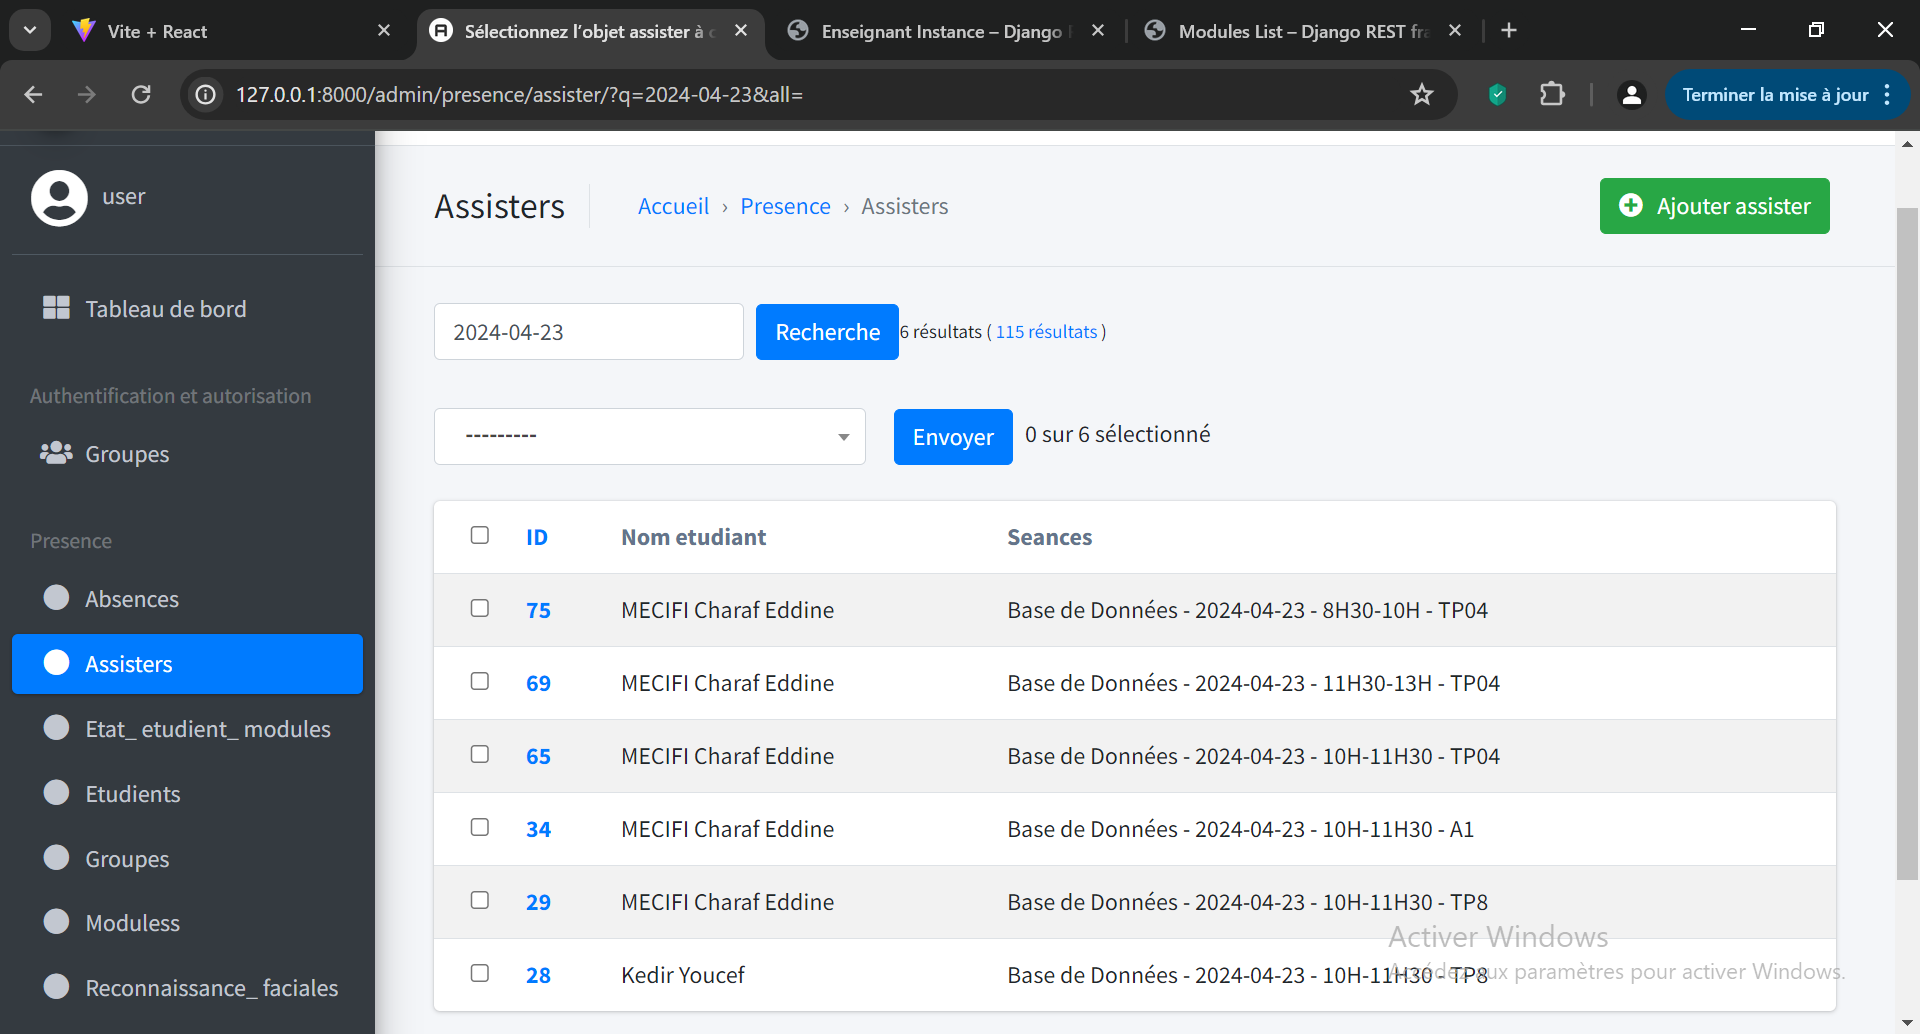 Vite + React
Sélectionnez l’objet assister à c
Enseignant Instance – Django R
Modules List – Django REST fra
127.0.0.1:8000/admin/presence/assister/?q=2024-04-23&all=
Terminer la mise à jour
user
Tableau de bord
Authentification et autorisation
Groupes
Presence
Absences
Assisters
Etat_ etudient_ modules
Etudients
Groupes
Moduless
Reconnaissance_ faciales
Assisters
Accueil › Presence › Assisters
Ajouter assister
2024-04-23
Recherche
6 résultats ( 115 résultats )
---------
Envoyer
0 sur 6 sélectionné
ID Nom etudiant Seances
75 MECIFI Charaf Eddine Base de Données - 2024-04-23 - 8H30-10H - TP04
69 MECIFI Charaf Eddine Base de Données - 2024-04-23 - 11H30-13H - TP04
65 MECIFI Charaf Eddine Base de Données - 2024-04-23 - 10H-11H30 - TP04
34 MECIFI Charaf Eddine Base de Données - 2024-04-23 - 10H-11H30 - A1
29 MECIFI Charaf Eddine Base de Données - 2024-04-23 - 10H-11H30 - TP8
28 Kedir Youcef Base de Données - 2024-04-23 - 10H-11H30 - TP8
Activer Windows
Accédez aux paramètres pour activer Windows.